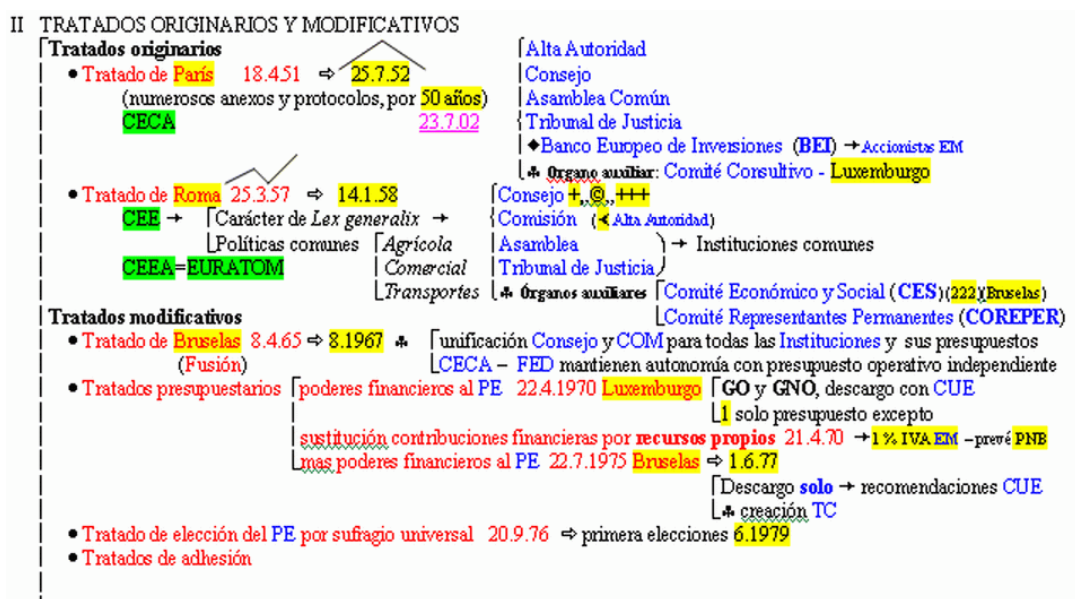 II TRATADOS ORIGINARIOS Y MODIFICATIVOS
Tratados originarios
• Tratado de París 18.4.51 ⇨ 25.7.52
(numerosos anexos y protocolos, por 50 años)
CECA 23.7.02
Alta Autoridad
Consejo
Asamblea Común
Tribunal de Justicia
◆Banco Europeo de Inversiones (BEI) → Accionistas EM
♣ Órgano auxiliar: Comité Consultivo - Luxemburgo
• Tratado de Roma 25.3.57 ⇨ 14.1.58
CEE → Carácter de Lex generalix →
Políticas comunes Agrícola
CEEA=EURATOM Comercial
Transportes
Consejo +,,©,,+++
Comisión (≺ Alta Autoridad)
Asamblea → Instituciones comunes
Tribunal de Justicia
♣ Órganos auxiliares Comité Económico y Social (CES)(222)(Bruselas)
Comité Representantes Permanentes (COREPER)
Tratados modificativos
• Tratado de Bruselas 8.4.65 ⇨ 8.1967 ♣ unificación Consejo y COM para todas las Instituciones y sus presupuestos
(Fusión) CECA – FED mantienen autonomía con presupuesto operativo independiente
• Tratados presupuestarios poderes financieros al PE 22.4.1970 Luxemburgo GO y GNO, descargo con CUE
1 solo presupuesto excepto
sustitución contribuciones financieras por recursos propios 21.4.70 → 1 % IVA EM – prevé PNB
mas poderes financieros al PE 22.7.1975 Bruselas ⇨ 1.6.77
Descargo solo → recomendaciones CUE
♣ creación TC
• Tratado de elección del PE por sufragio universal 20.9.76 ⇨ primera elecciones 6.1979
• Tratados de adhesión